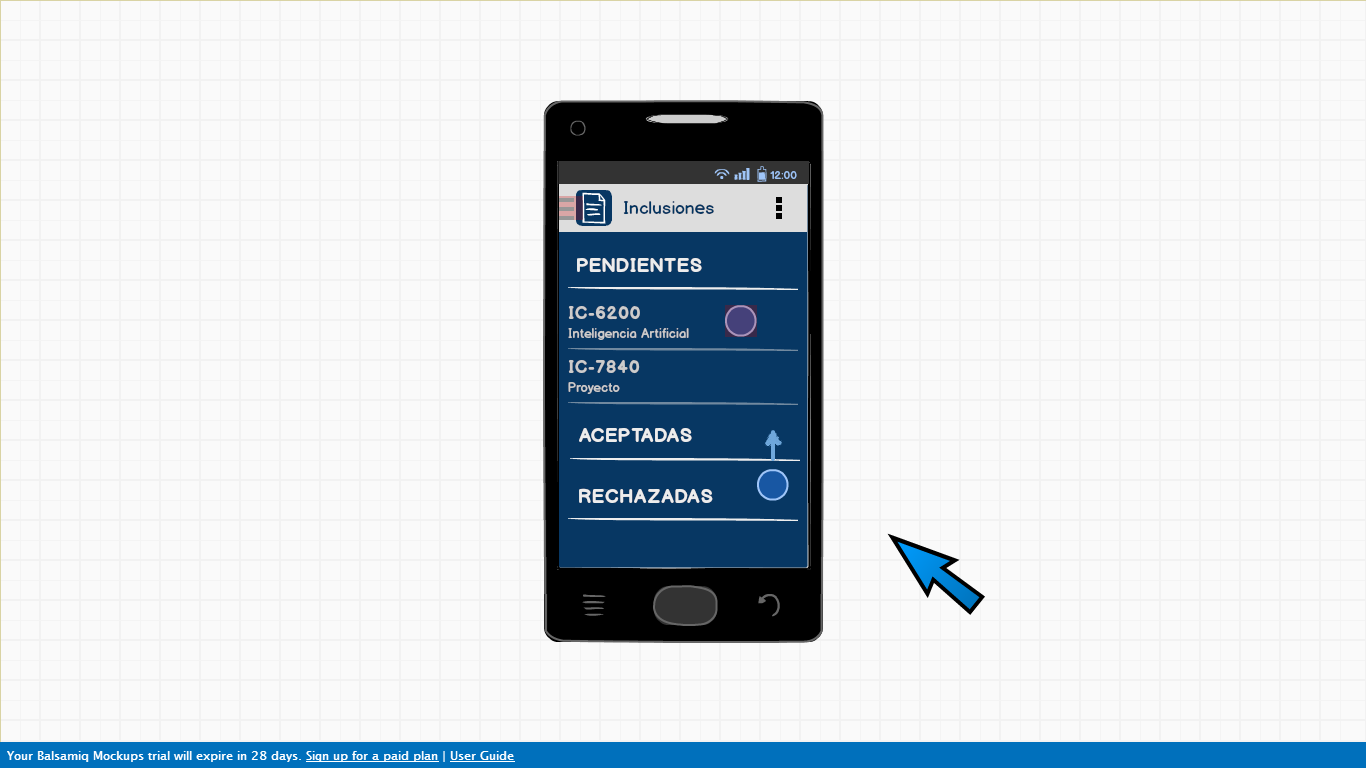 12:00
Inclusiones
PENDIENTES
IC-6200
Inteligencia Artificial
IC-7840
Proyecto
ACEPTADAS
RECHAZADAS
Your Balsamiq Mockups trial will expire in 28 days. Sign up for a paid plan | User Guide